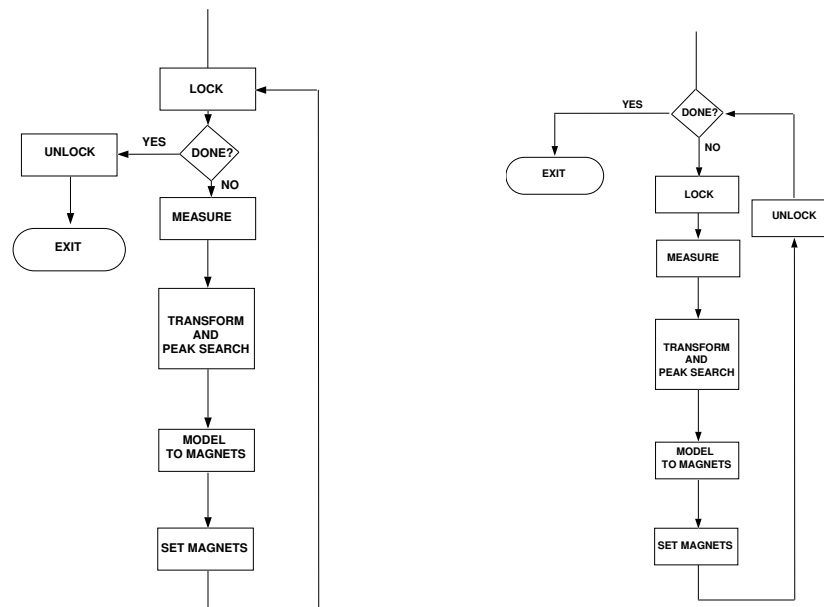 LOCK
YES
DONE?
UNLOCK
NO
MEASURE
EXIT
TRANSFORM
AND
PEAK SEARCH
MODEL
TO MAGNETS
SET MAGNETS
YES
DONE?
NO
EXIT
LOCK
UNLOCK
MEASURE
TRANSFORM
AND
PEAK SEARCH
MODEL
TO MAGNETS
SET MAGNETS